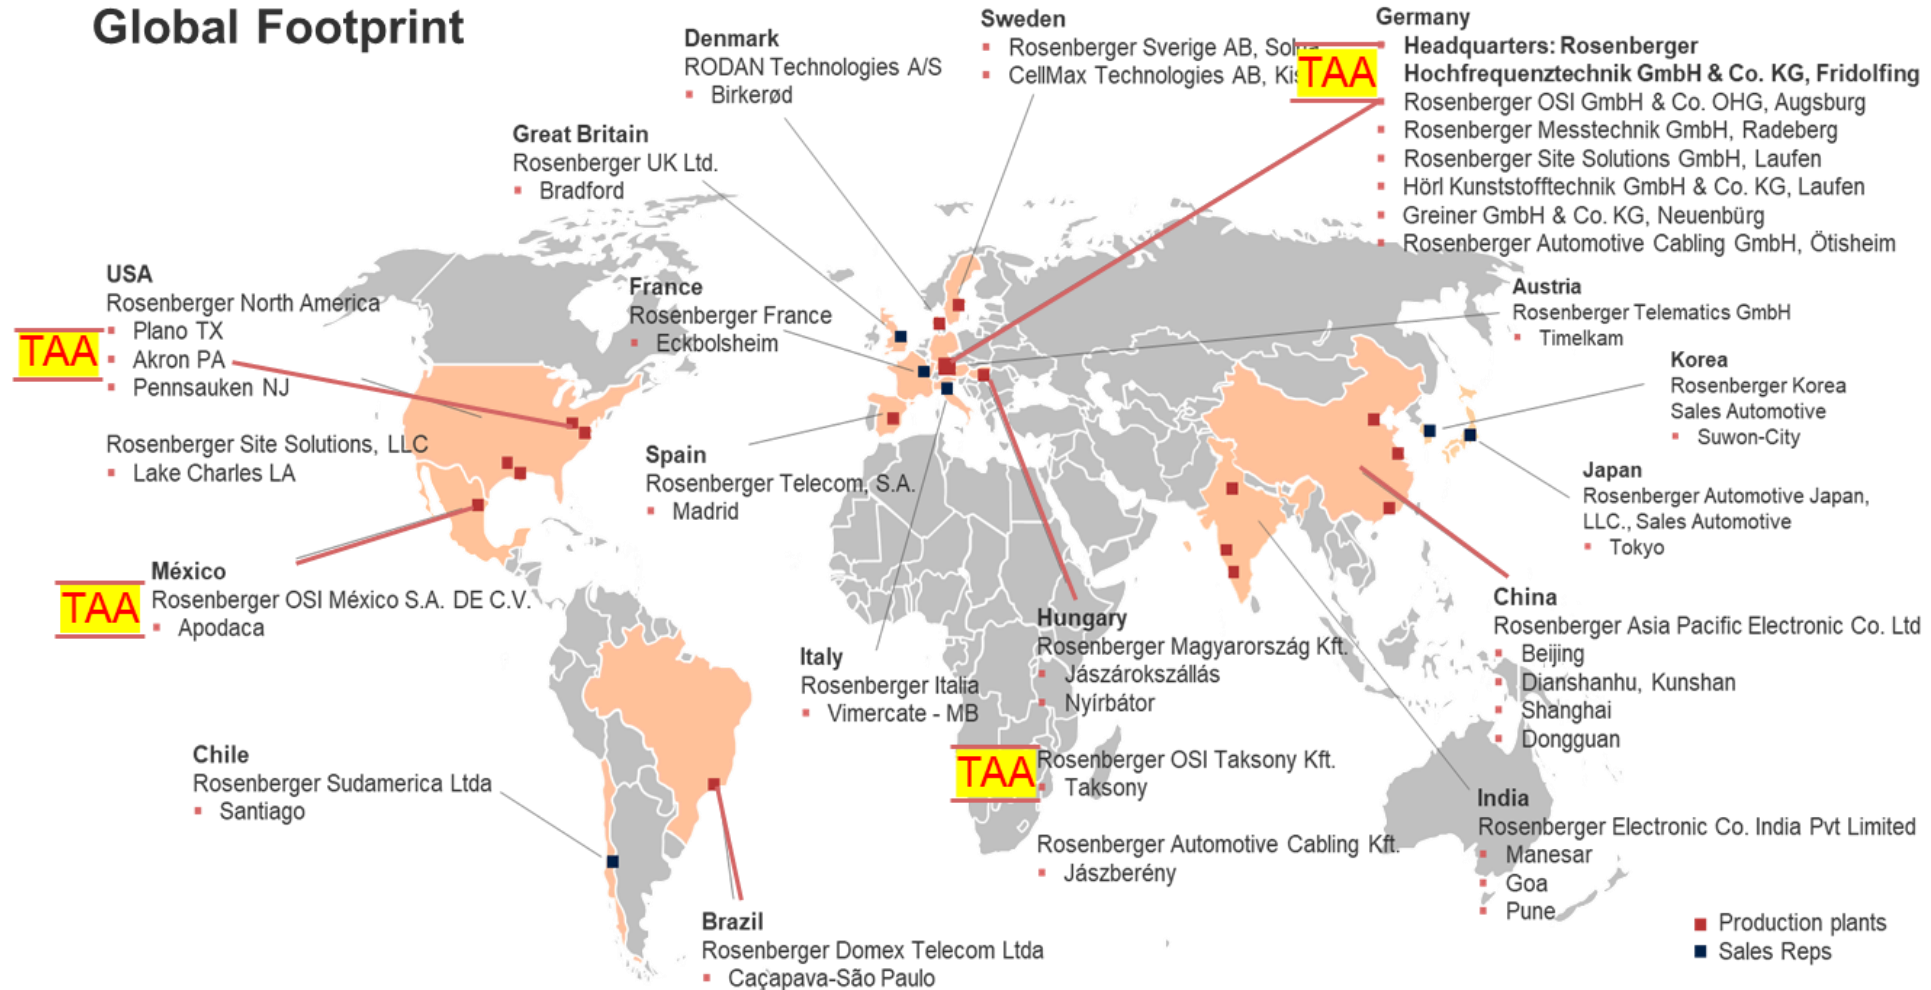 Global Footprint
Denmark
RODAN Technologies A/S
Birkerød
Sweden
Rosenberger Sverige AB,
CellMax Technologies AB,
Germany
Headquarters: Rosenberger
Hochfrequenztechnik GmbH & Co. KG, Fridolfing
TAA
Rosenberger OSI GmbH & Co. OHG, Augsburg
Rosenberger Messtechnik GmbH, Radeberg
Rosenberger Site Solutions GmbH, Laufen
Hörl Kunststofftechnik GmbH & Co. KG, Laufen
Greiner GmbH & Co. KG, Neuenbürg
Rosenberger Automotive Cabling GmbH, Ötisheim
Great Britain
Rosenberger UK Ltd.
Bradford
USA
Rosenberger North America
Plano TX
TAA
Akron PA
Pennsauken NJ
Rosenberger Site Solutions, LLC
Lake Charles LA
France
Rosenberger France
Eckbolsheim
Austria
Rosenberger Telematics GmbH
Timelkam
Korea
Rosenberger Korea
Sales Automotive
Suwon-City
Spain
Rosenberger Telecom, S.A.
Madrid
Japan
Rosenberger Automotive Japan,
LLC., Sales Automotive
Tokyo
México
TAA
Rosenberger OSI México S.A. DE C.V.
Apodaca
Italy
Rosenberger Italia
Vimercate - MB
Hungary
Rosenberger Magyarország Kft.
Jászárokszállás
Nyírbátor
TAA
Rosenberger OSI Taksony Kft.
Taksony
Rosenberger Automotive Cabling Kft.
Jászberény
China
Rosenberger Asia Pacific Electronic Co. Ltd
Beijing
Dianshanhu, Kunshan
Shanghai
Dongguan
Chile
Rosenberger Sudamerica Ltda
Santiago
India
Rosenberger Electronic Co. India Pvt Limited
Manesar
Goa
Pune
Brazil
Rosenberger Domex Telecom Ltda
Caçapava-São Paulo
Production plants
Sales Reps